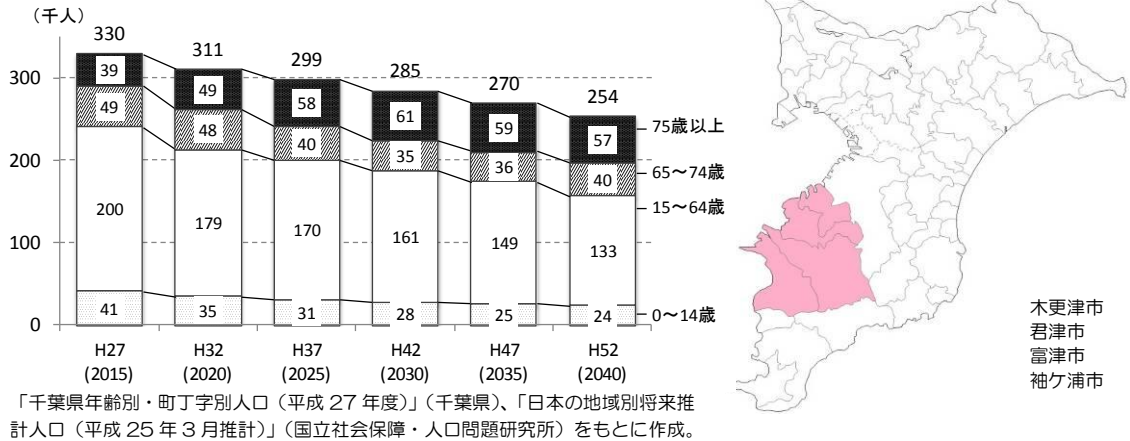 （千人）
330
311
299
285
270
254
300
200
100
0
39
49
200
41
49
48
179
35
58
40
170
31
61
35
161
28
59
36
149
25
57
40
133
24
75歳以上
65～74歳
15～64歳
0～14歳
H27
(2015)
H32
(2020)
H37
(2025)
H42
(2030)
H47
(2035)
H52
(2040)
木更津市
君津市
富津市
袖ケ浦市
「千葉県年齢別・町丁字別人口（平成 27 年度）」（千葉県）、「日本の地域別将来推
計人口（平成 25 年 3 月推計）」（国立社会保障・人口問題研究所）をもとに作成。